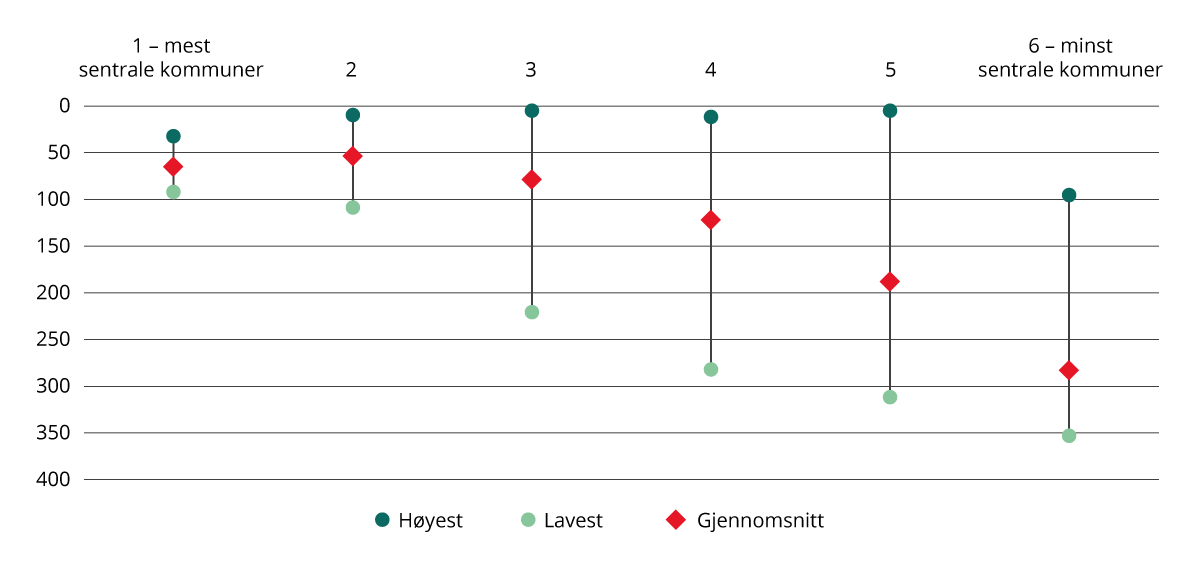 1 – mest
sentrale kommuner
2
3
4
5
6 – minst
sentrale kommuner
0
50
100
150
200
250
300
350
400
Høyest
Lavest
Gjennomsnitt